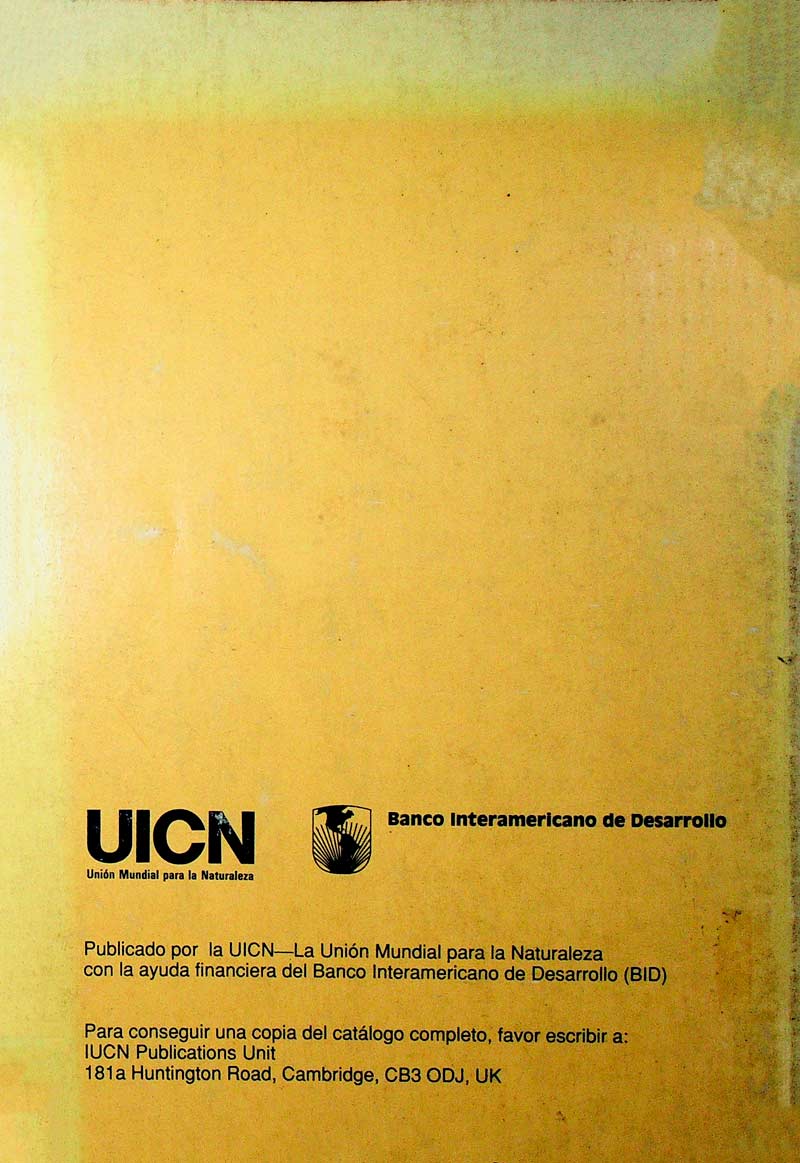 UICN
Unión Mundial para la Naturaleza
Banco Interamericano de Desarrollo
Publicado por la UICN—La Unión Mundial para la Naturaleza
con la ayuda financiera del Banco Interamericano de Desarrollo (BID)
Para conseguir una copia del catálogo completo, favor escribir a:
IUCN Publications Unit
181a Huntington Road, Cambridge, CB3 ODJ, UK